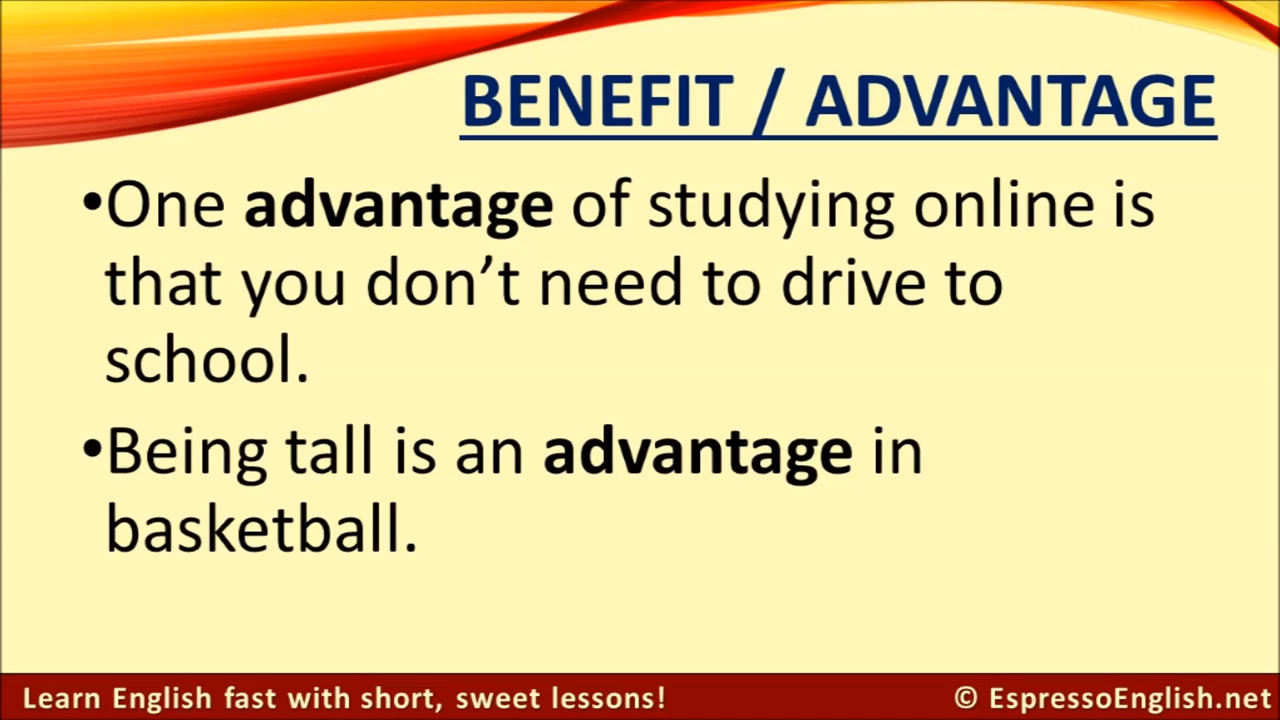 BENEFIT / ADVANTAGE
•One advantage of studying online is
that you don’t need to drive to
school.
•Being tall is an advantage in
basketball.
Learn English fast with short, sweet lessons!
© EspressoEnglish.net